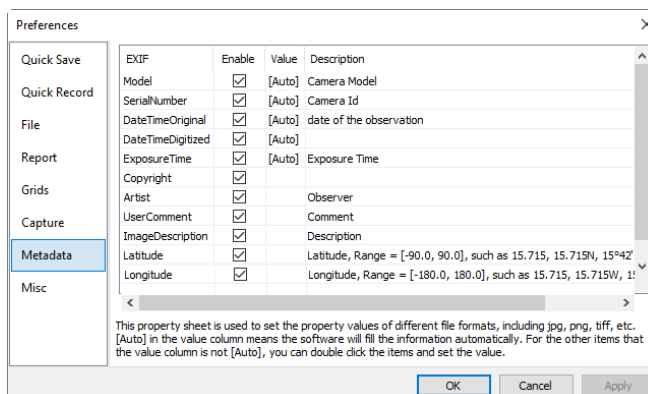 Preferences
Quick Save
Quick Record
File
Report
Grids
Capture
Metadata
Misc
EXIF Enable Value Description
Model [Auto] Camera Model
SerialNumber [Auto] Camera Id
DateTimeOriginal [Auto] date of the observation
DateTimeDigitized [Auto]
ExposureTime [Auto] Exposure Time
Copyright
Artist Observer
UserComment Comment
ImageDescription Description
Latitude Latitude, Range = [-90.0, 90.0], such as 15.715, 15.715N, 15°42'
Longitude Longitude, Range = [-180.0, 180.0], such as 15.715, 15.715W, 15
This property sheet is used to set the property values of different file formats, including jpg, png, tiff, etc.
[Auto] in the value column means the software will fill the information automatically. For the other items that
the value column is not [Auto], you can double click the items and set the value.
OK Cancel Apply